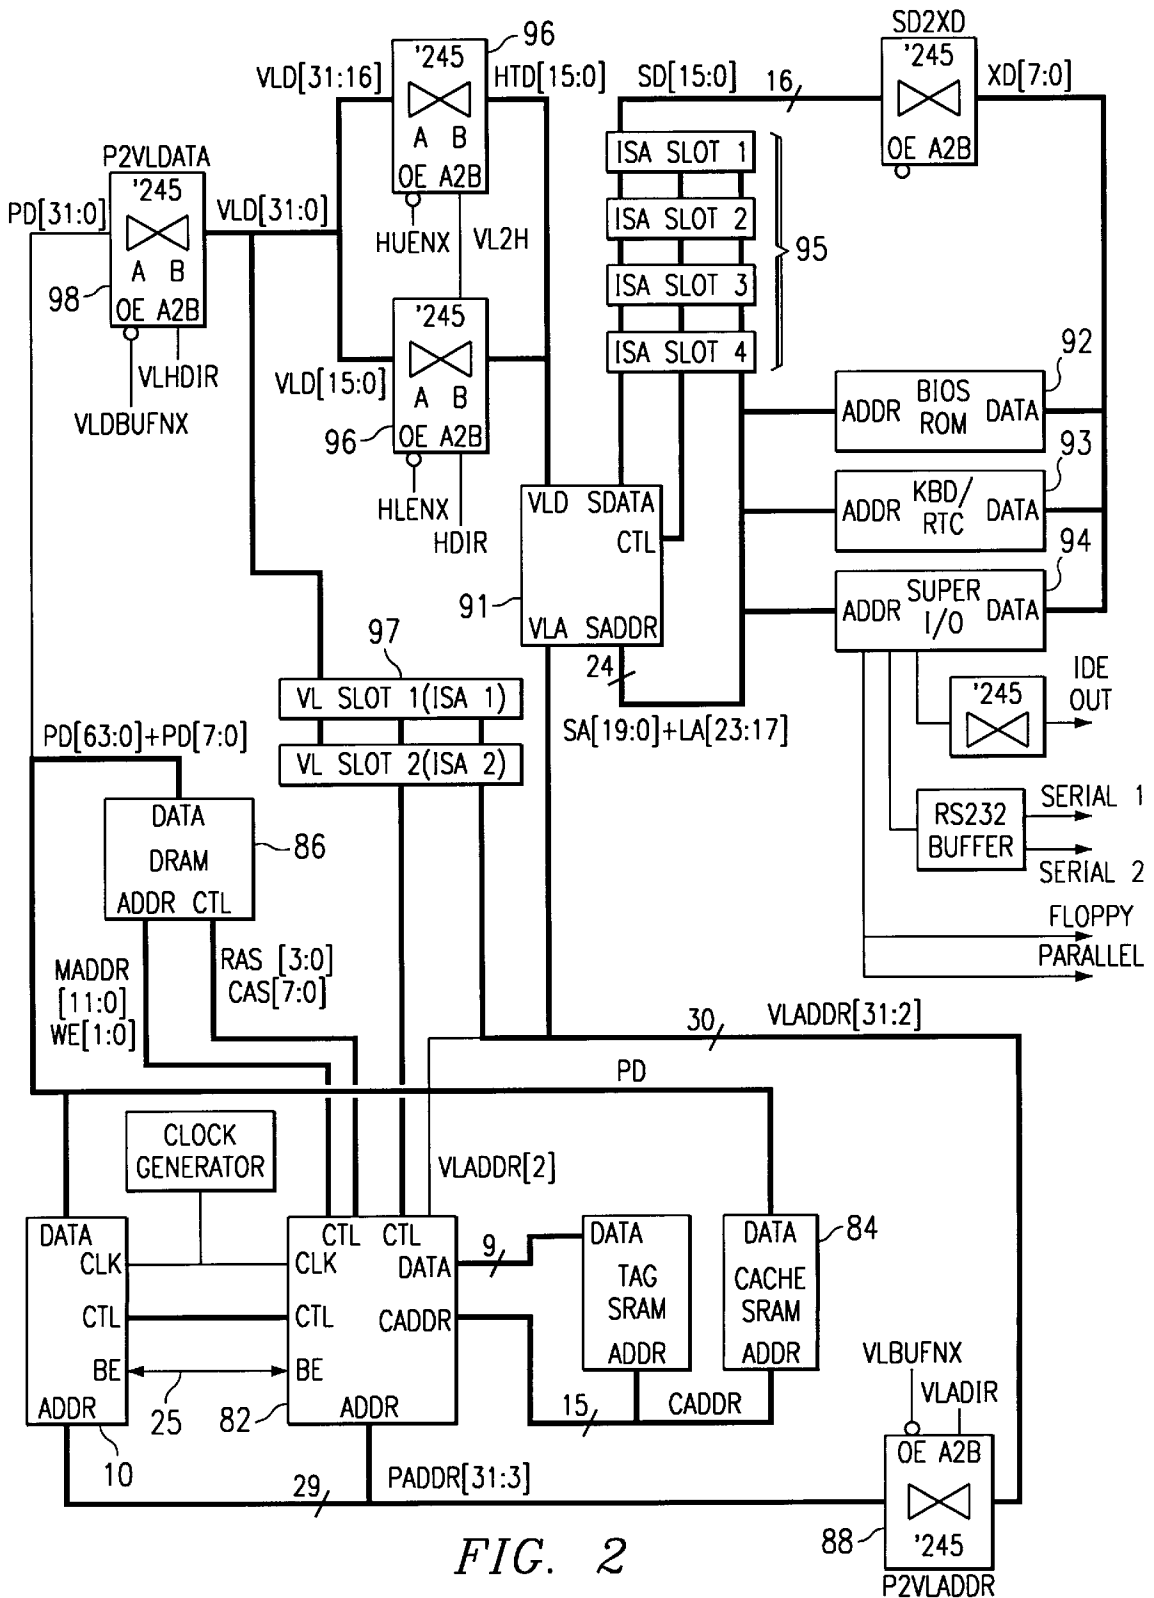 96
SD2XD
'245
VLD[31:16]
HTD[15:0]
A B
OE A2B
HUENX
VL2H
SD[15:0]
16
'245
OE A2B
XD[7:0]
P2VLDATA
'245
PD[31:0]
VLD[31:0]
A B
OE A2B
98
VLHDIR
VLDBUFNX
ISA SLOT 1
ISA SLOT 2
ISA SLOT 3
ISA SLOT 4
95
'245
VLD[15:0]
A B
96
OE A2B
HLENX
HDIR
92
ADDR BIOS ROM DATA
93
ADDR KBD/ RTC DATA
94
ADDR SUPER I/O DATA
VLD SDATA
CTL
91
VLA SADDR
24
SA[19:0]+LA[23:17]
97
VL SLOT 1(ISA 1)
VL SLOT 2(ISA 2)
'245
IDE
OUT
RS232
BUFFER
SERIAL 1
SERIAL 2
FLOPPY
PARALLEL
PD[63:0]+PD[7:0]
DATA
DRAM
ADDR CTL
86
MADDR
[11:0]
WE[1:0]
RAS [3:0]
CAS[7:0]
30
VLADDR[31:2]
PD
CLOCK
GENERATOR
VLADDR[2]
DATA
CLK
CTL
BE
ADDR
10
25
CTL CTL
CLK
DATA
CTL
CADDR
BE
ADDR
82
9
DATA
TAG
SRAM
ADDR
DATA
CACHE
SRAM
ADDR
84
15
CADDR
VLBUFNX
VLADIR
OE A2B
'245
88
P2VLADDR
29
PADDR[31:3]
FIG. 2